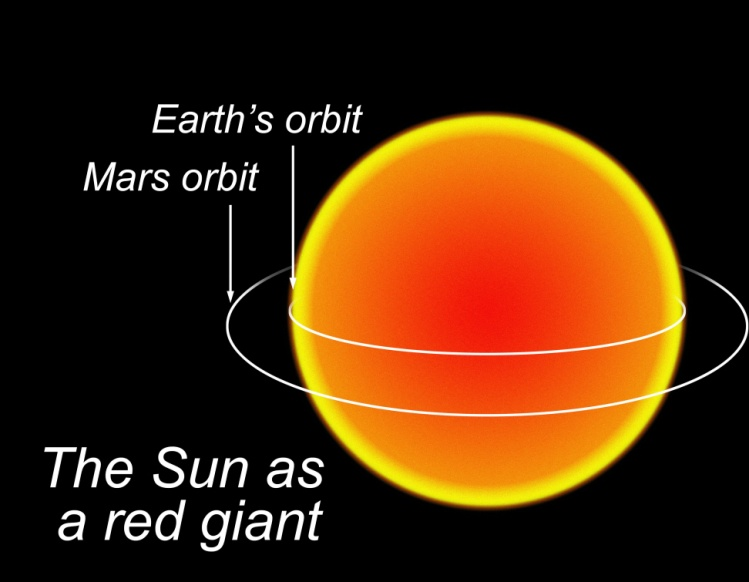 Earth's orbit
Mars orbit
The Sun as
a red giant